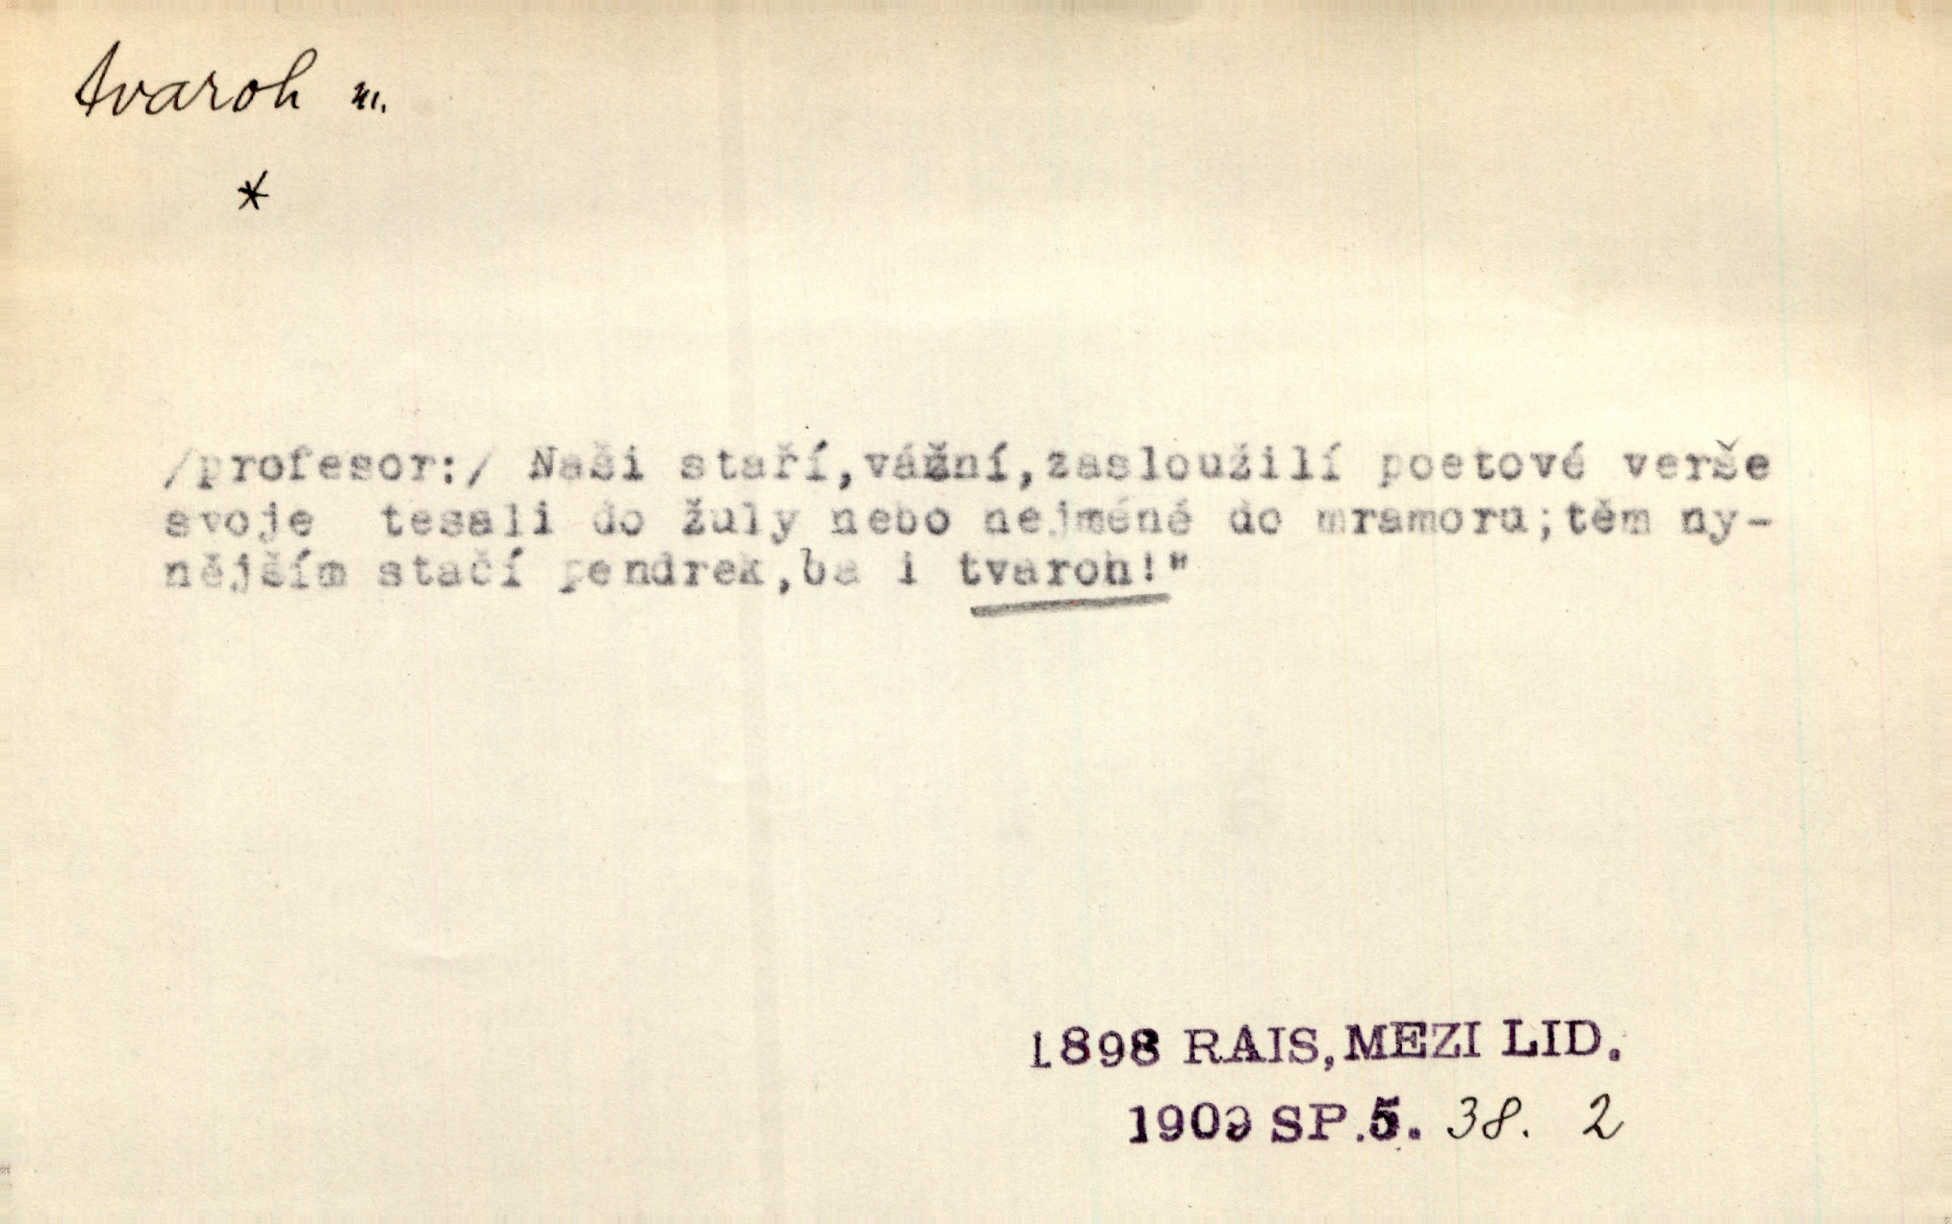 tvaroh m.
*
/profesor:/ Naši staří,vážní,zasloužilí poetové verše
svoje tesali do žuly nebo nejméně do mramoru;těm ny-
nějším stačí pendrek,ba i tvaroh!"
1898 RAIS, MEZI LID.
1909 SP.5. 38. 2